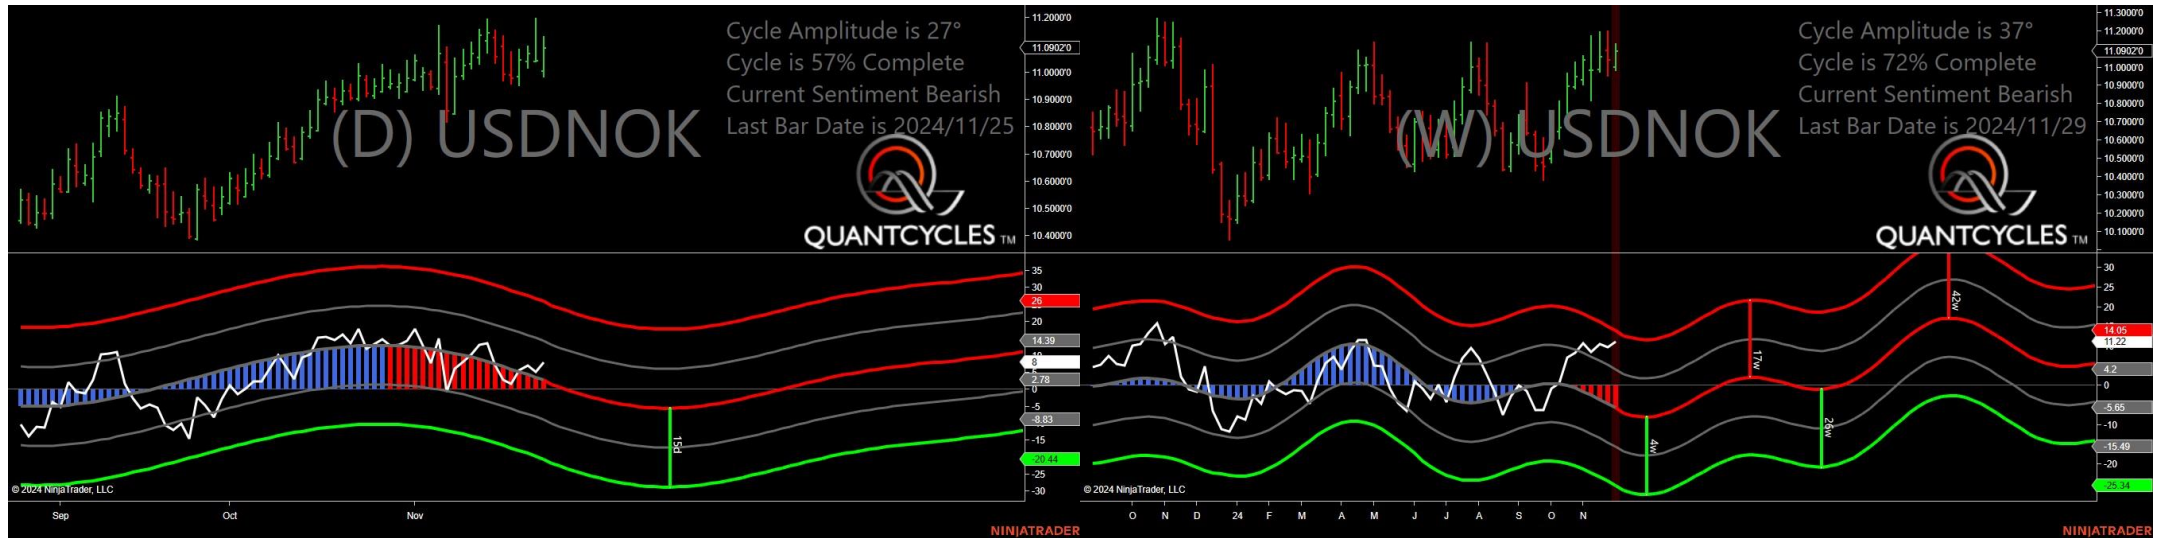 Cycle Amplitude is 27°
Cycle is 57% Complete
Current Sentiment Bearish
Last Bar Date is 2024/11/25
(D) USDNOK
QUANTCYCLES TM
11.2000'0
11.0902'0
11.0000'0
10.9000'0
10.8000'0
10.7000'0
10.6000'0
10.5000'0
10.4000'0
35
30
26
20
14.39
8
2.78
0
-5
-8.83
-15
-20.44
-25
-30
15d
© 2024 NinjaTrader, LLC
Sep Oct Nov
NINJATRADER
Cycle Amplitude is 37°
Cycle is 72% Complete
Current Sentiment Bearish
Last Bar Date is 2024/11/29
(W) USDNOK
QUANTCYCLES TM
11.3000'0
11.2000'0
11.0902'0
11.0000'0
10.9000'0
10.8000'0
10.7000'0
10.6000'0
10.5000'0
10.4000'0
10.3000'0
10.2000'0
10.1000'0
30
25
20
14.05
11.22
4.2
0
-5.65
-10
-15.49
-20
-25.34
4w
17w
26w
42w
© 2024 NinjaTrader, LLC
O N D 24 F M A M J J A S O N
NINJATRADER